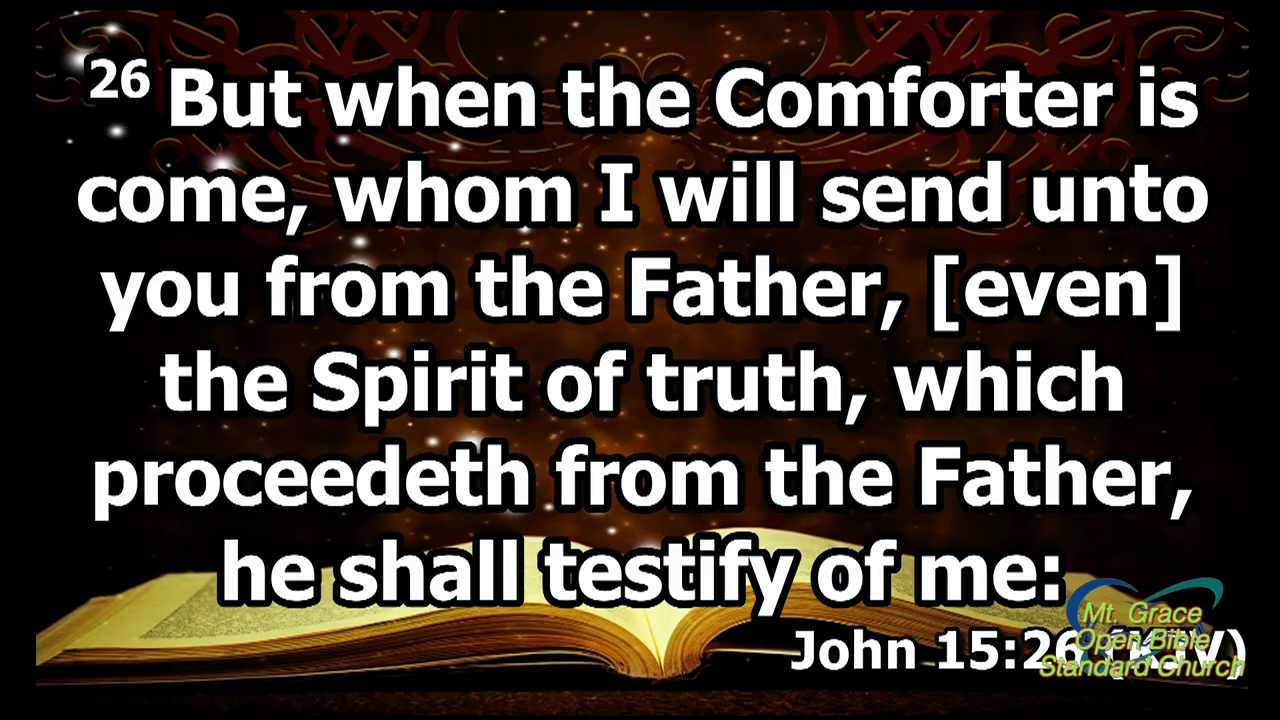 26 But when the Comforter is
come, whom I will send unto
you from the Father, [even]
the Spirit of truth, which
proceedeth from the Father,
he shall testify of me:
John 15:26 (KJV)
Mt. Grace
Open Bible
Standard Church